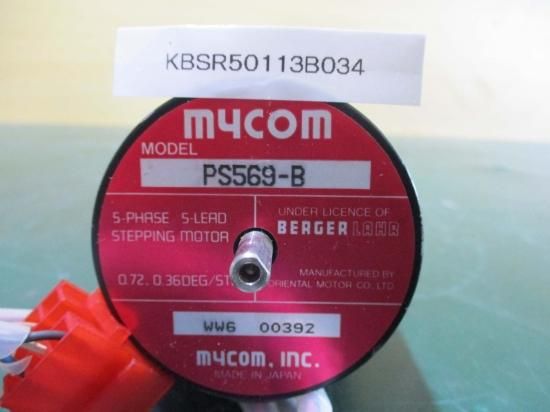 KBSR50113B034
mycom
MODEL
PS569-B
5-PHASE 5-LEAD
STEPPING MOTOR
UNDER LICENCE OF
BERGER LAHR
0.72. 0.36DEG/ST
MANUFACTURED BY
ORIENTAL MOTOR CO., LTD.
WW6 00392
mycom, INC.
MADE IN JAPAN